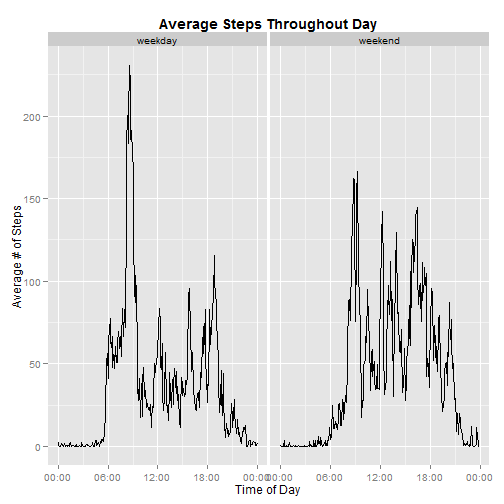 Average Steps Throughout Day
weekday weekend
Average # of Steps
200
150
100
50
0
00:00 06:00 12:00 18:00 00:00 00:00 06:00 12:00 18:00 00:00
Time of Day